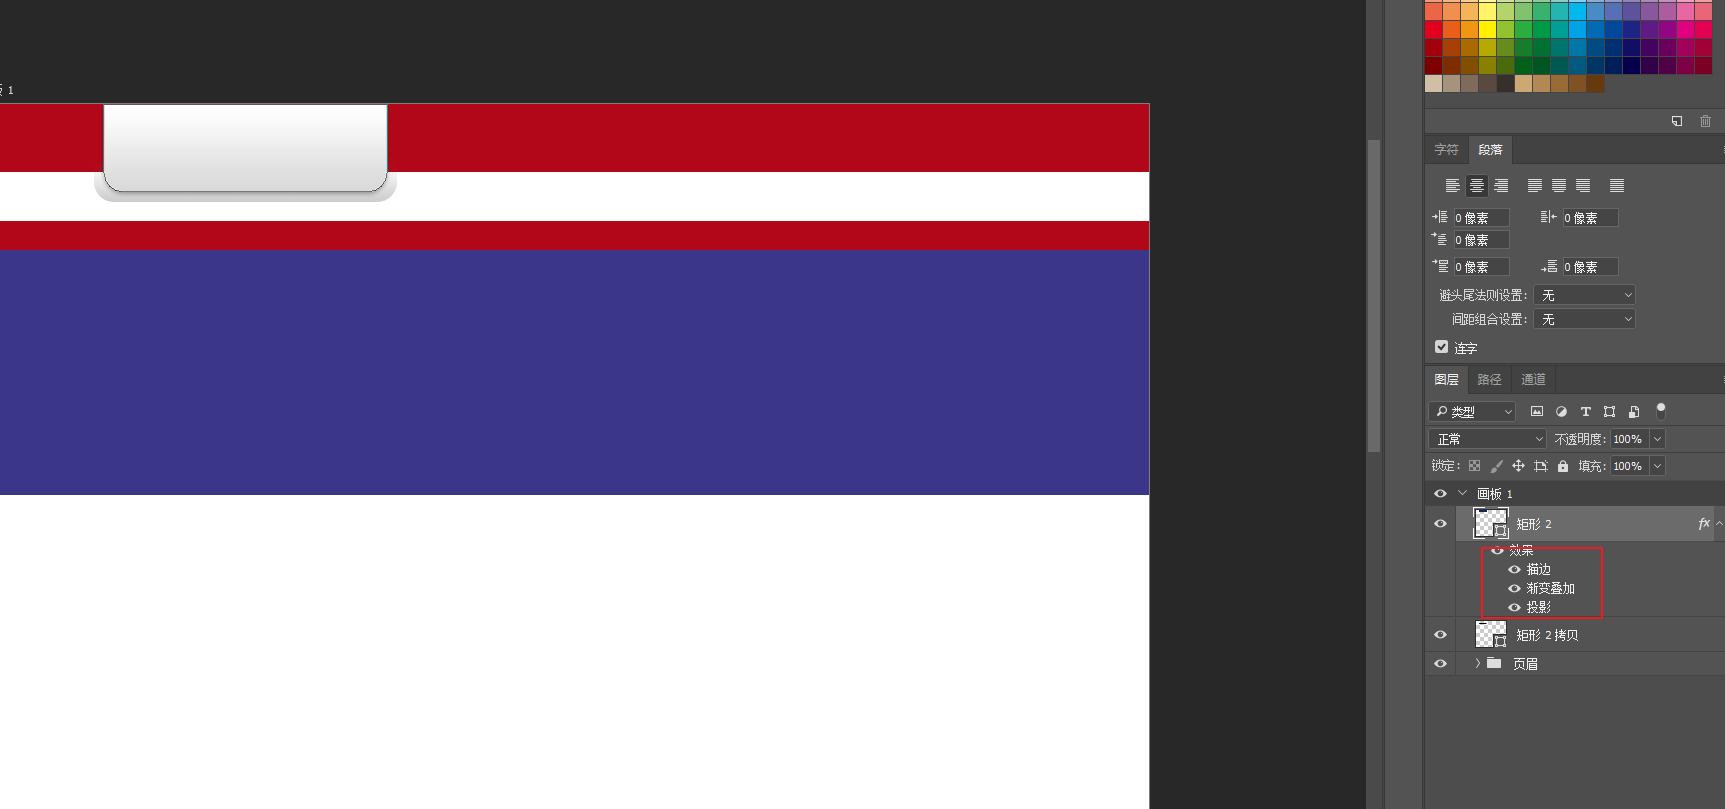 1
字符 段落
0 像素 0 像素
0 像素
0 像素 0 像素
避头尾法则设置: 无
间距组合设置: 无
连字
图层 路径 通道
类型
正常 不透明度: 100%
锁定: 填充: 100%
画板 1
矩形 2 fx
效果
描边
渐变叠加
投影
矩形 2 拷贝
页眉